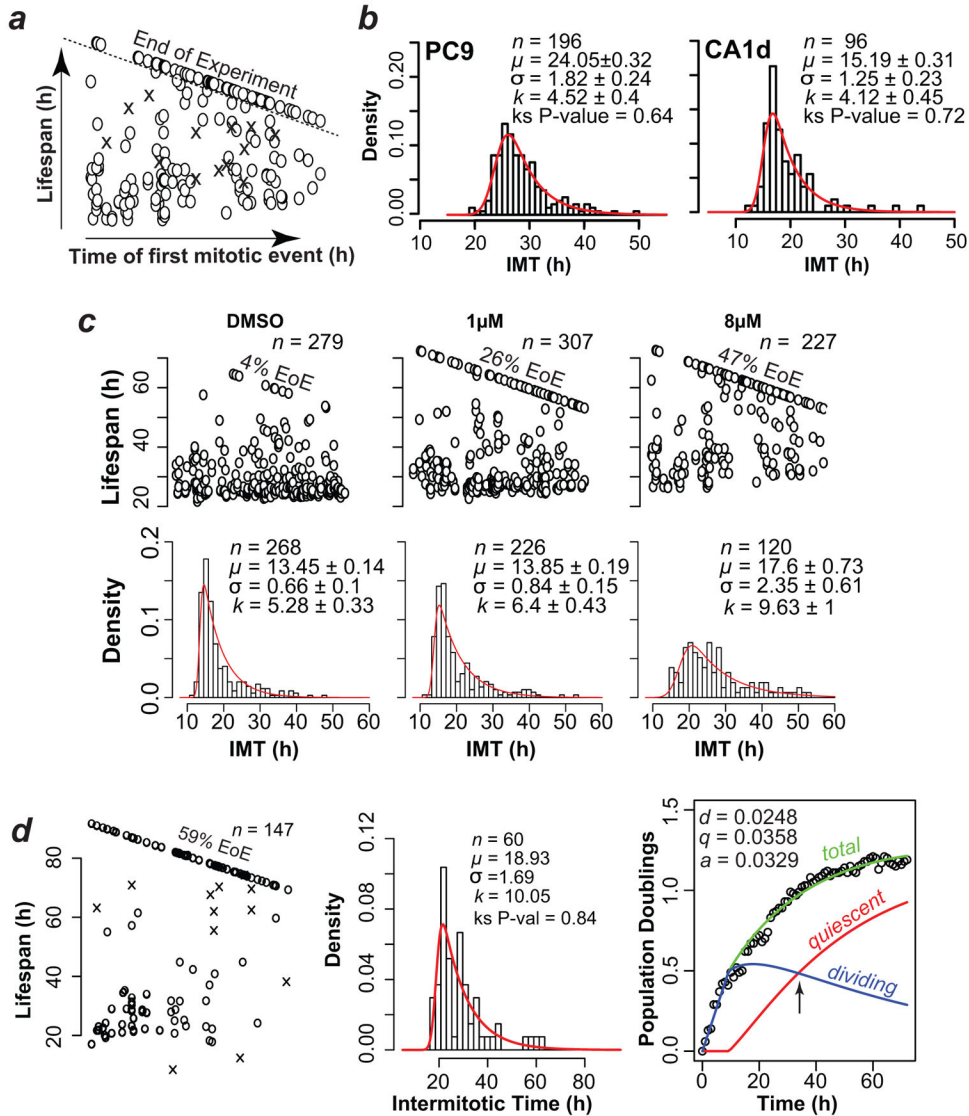 a
End of Experiment
Lifespan (h)
Time of first mitotic event (h)
b
PC9
n = 196
μ = 24.05±0.32
σ = 1.82 ± 0.24
k = 4.52 ± 0.4
ks P-value = 0.64
Density
0.00
0.10
0.20
10
20
30
40
50
IMT (h)
CA1d
n = 96
μ = 15.19 ± 0.31
σ = 1.25 ± 0.23
k = 4.12 ± 0.45
ks P-value = 0.72
10
20
30
40
50
IMT (h)
c
DMSO
n = 279
4% EoE
Lifespan (h)
20
40
60
1μM
n = 307
26% EoE
8μM
n = 227
47% EoE
Density
0.0
0.1
0.2
n = 268
μ = 13.45 ± 0.14
σ = 0.66 ± 0.1
k = 5.28 ± 0.33
10 20 30 40 50 60
IMT (h)
n = 226
μ = 13.85 ± 0.19
σ = 0.84 ± 0.15
k = 6.4 ± 0.43
10 20 30 40 50 60
IMT (h)
n = 120
μ = 17.6 ± 0.73
σ = 2.35 ± 0.61
k = 9.63 ± 1
10 20 30 40 50 60
IMT (h)
d
n = 147
59% EoE
Lifespan (h)
20
40
60
80
n = 60
μ = 18.93
σ = 1.69
k = 10.05
ks P-val = 0.84
Density
0.00
0.04
0.08
0.12
20
40
60
80
Intermitotic Time (h)
d = 0.0248
q = 0.0358
a = 0.0329
total
quiescent
dividing
Population Doublings
0.0
0.5
1.0
1.5
0
20
40
60
Time (h)